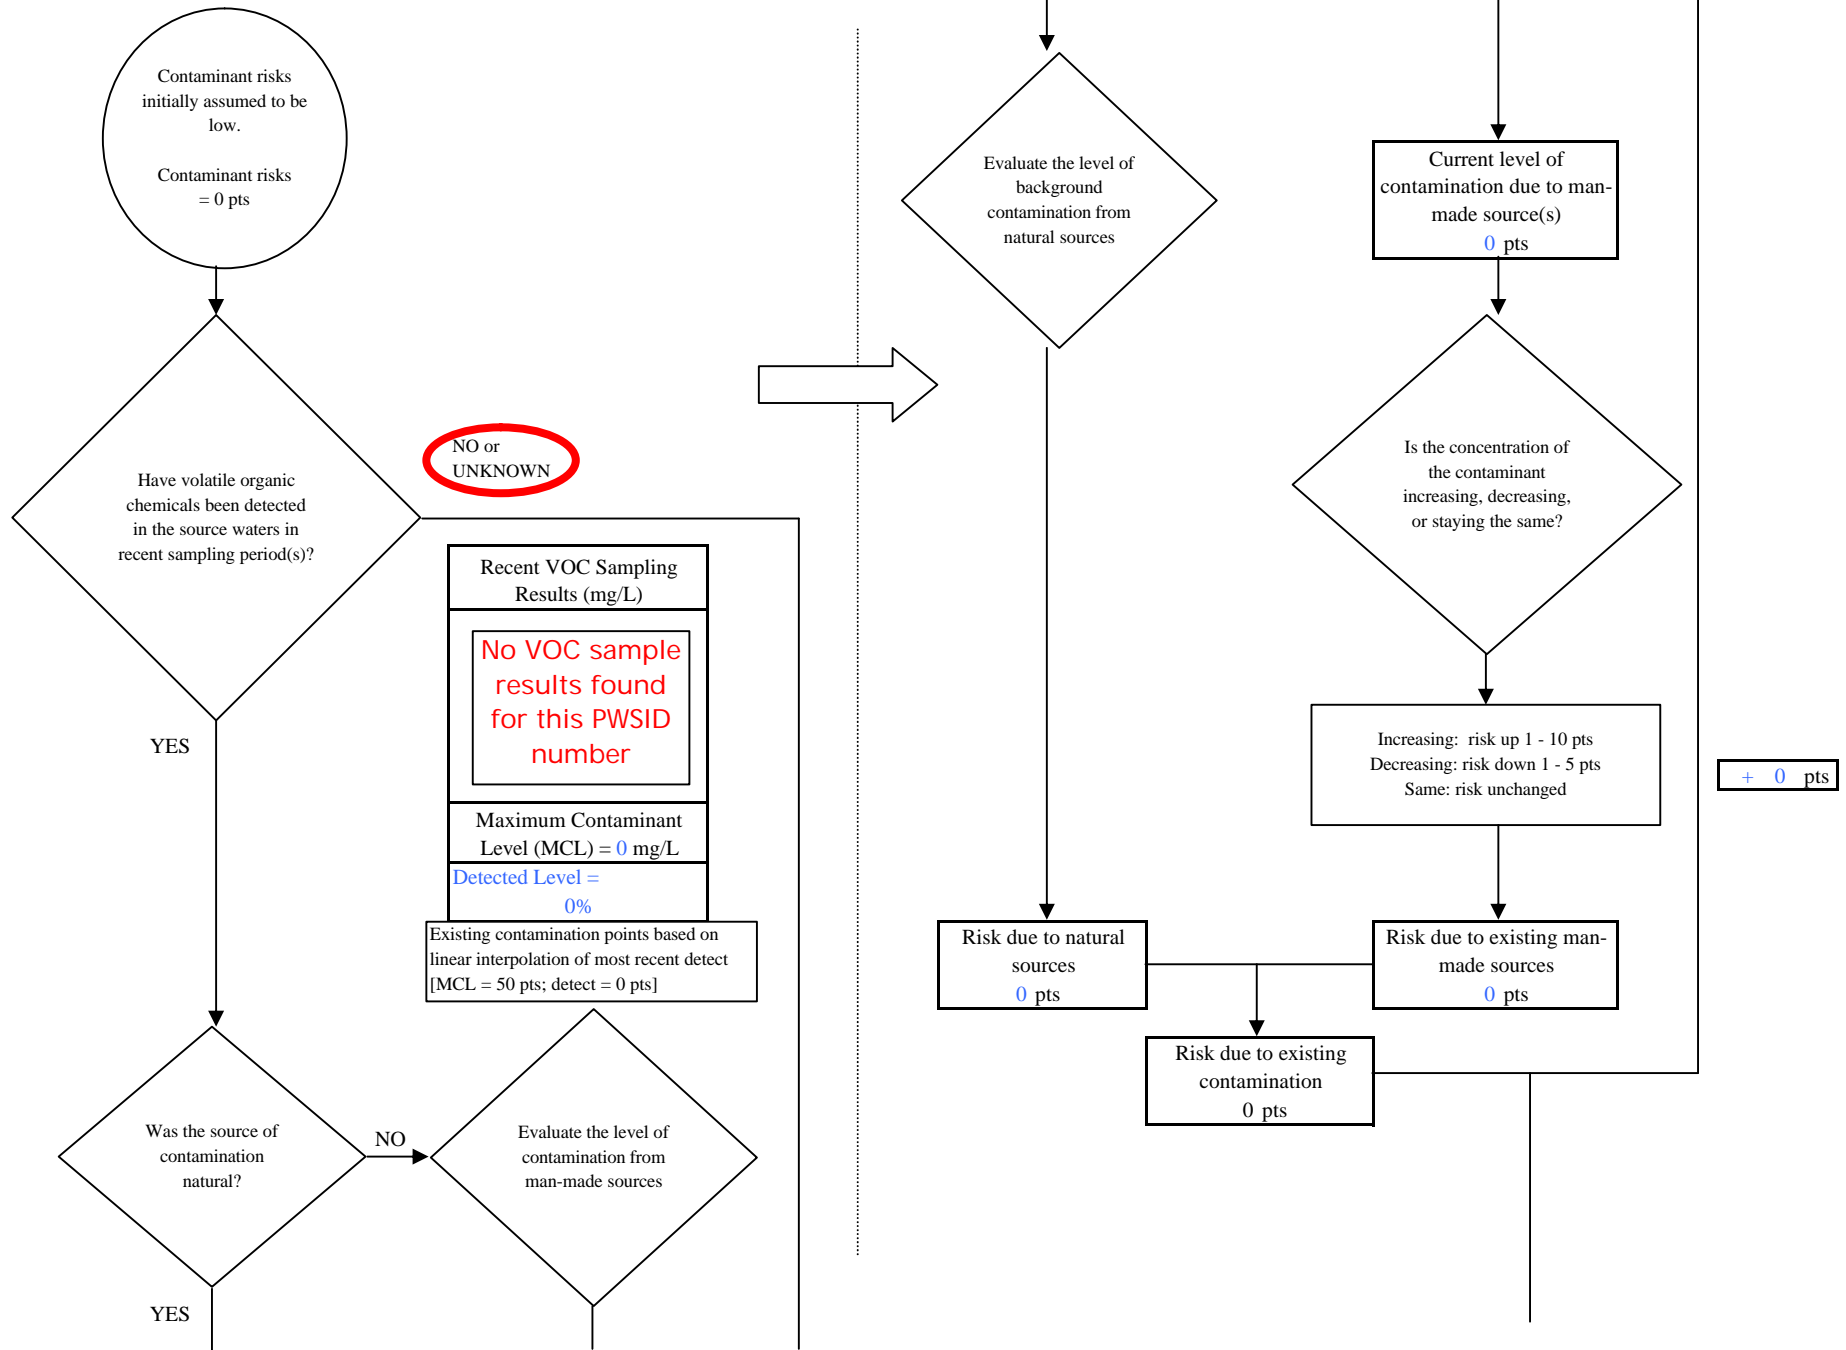 Contaminant risks
initially assumed to be
low.
Contaminant risks
= 0 pts
Have volatile organic
chemicals been detected
in the source waters in
recent sampling period(s)?
NO or
UNKNOWN
YES
Recent VOC Sampling
Results (mg/L)
No VOC sample
results found
for this PWSID
number
Maximum Contaminant
Level (MCL) = 0 mg/L
Detected Level =
0%
Existing contamination points based on
linear interpolation of most recent detect
[MCL = 50 pts; detect = 0 pts]
Was the source of
contamination
natural?
NO
Evaluate the level of
contamination from
man-made sources
YES
Evaluate the level of
background
contamination from
natural sources
Current level of
contamination due to man-
made source(s)
0 pts
Is the concentration of
the contaminant
increasing, decreasing,
or staying the same?
Increasing: risk up 1 - 10 pts
Decreasing: risk down 1 - 5 pts
Same: risk unchanged
+ 0 pts
Risk due to natural
sources
0 pts
Risk due to existing man-
made sources
0 pts
Risk due to existing
contamination
0 pts